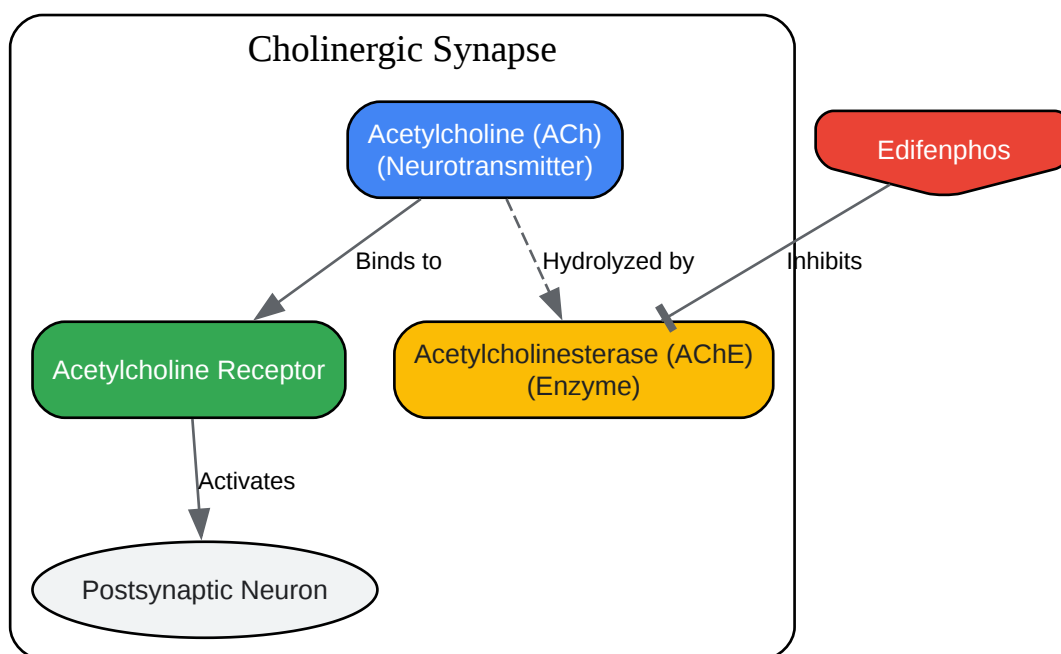 Cholinergic Synapse
Acetylcholine (ACh)
(Neurotransmitter)
Edifenphos
Binds to
Hydrolyzed by
Inhibits
Acetylcholine Receptor
Acetylcholinesterase (AChE)
(Enzyme)
Activates
Postsynaptic Neuron